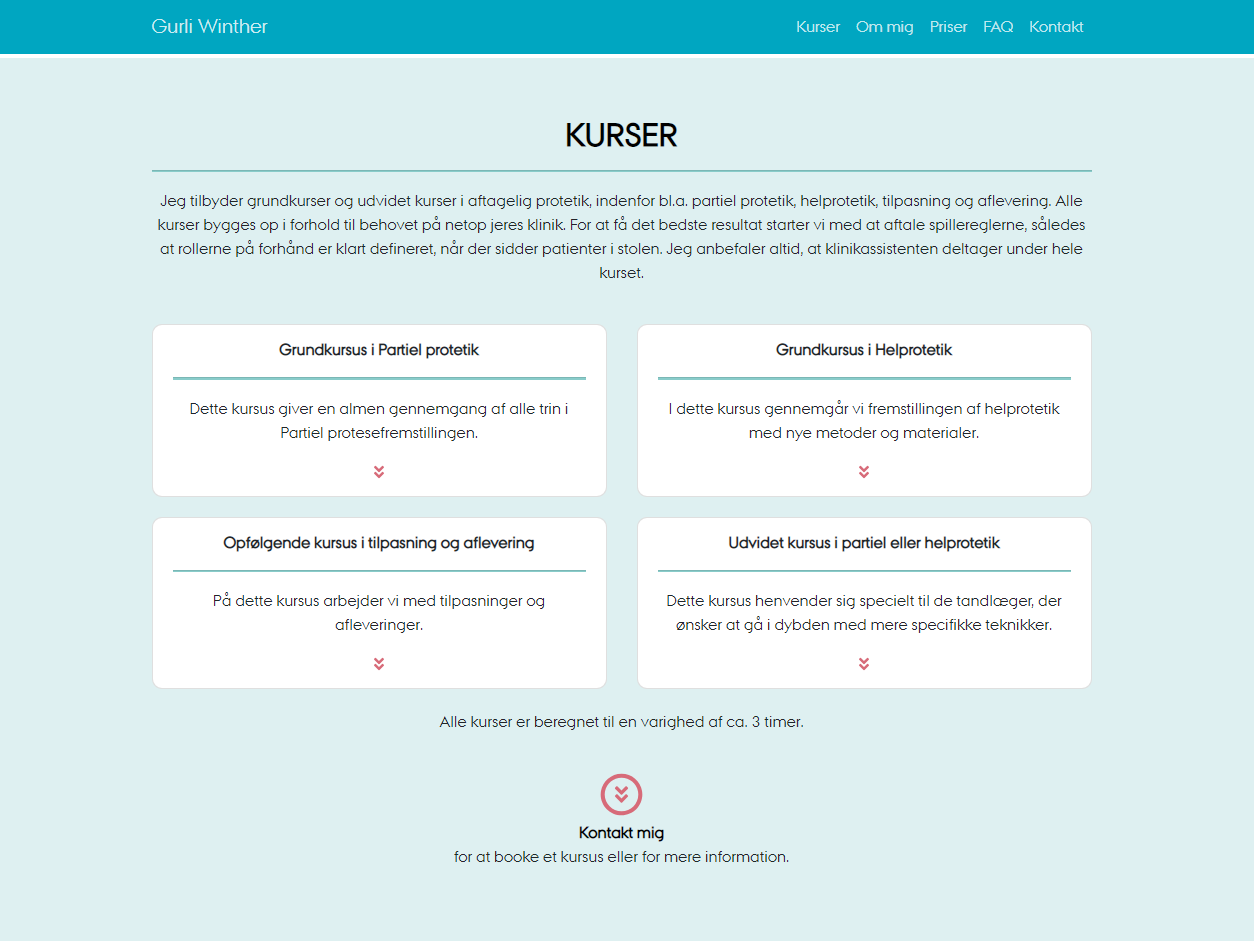 Gurli Winther
Kurser Om mig Priser FAQ Kontakt
KURSER
Jeg tilbyder grundkurser og udvidet kurser i aftagelig protetik, indenfor bl.a. partiel protetik, helprotetik, tilpasning og aflevering. Alle
kurser bygges op i forhold til behovet på netop jeres klinik. For at få det bedste resultat starter vi med at aftale spillereglerne, således
at rollerne på forhånd er klart defineret, når der sidder patienter i stolen. Jeg anbefaler altid, at klinikassistenten deltager under hele
kurset.
Grundkursus i Partiel protetik
Dette kursus giver en almen gennemgang af alle trin i
Partiel protesefremstillingen.
Grundkursus i Helprotetik
I dette kursus gennemgår vi fremstillingen af helprotetik
med nye metoder og materialer.
Opfølgende kursus i tilpasning og aflevering
På dette kursus arbejder vi med tilpasninger og
afleveringer.
Udvidet kursus i partiel eller helprotetik
Dette kursus henvender sig specielt til de tandlæger, der
ønsker at gå i dybden med mere specifikke teknikker.
Alle kurser er beregnet til en varighed af ca. 3 timer.
Kontakt mig
for at booke et kursus eller for mere information.